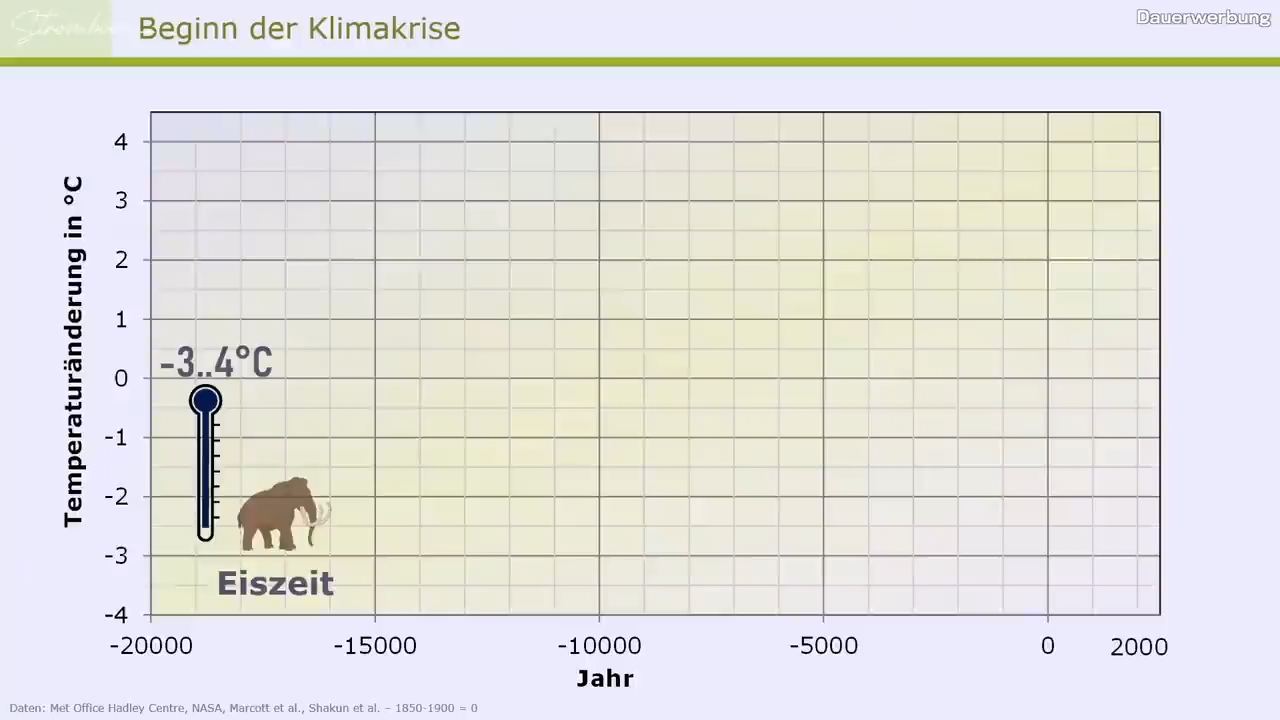 Beginn der Klimakrise
Dauerwerbung
Temperaturänderung in °C
4
3
2
1
0
-1
-2
-3
-4
-3..4°C
Eiszeit
-20000 -15000 -10000 -5000 0 2000
Jahr
Daten: Met Office Hadley Centre, NASA, Marcott et al., Shakun et al. – 1850-1900 = 0